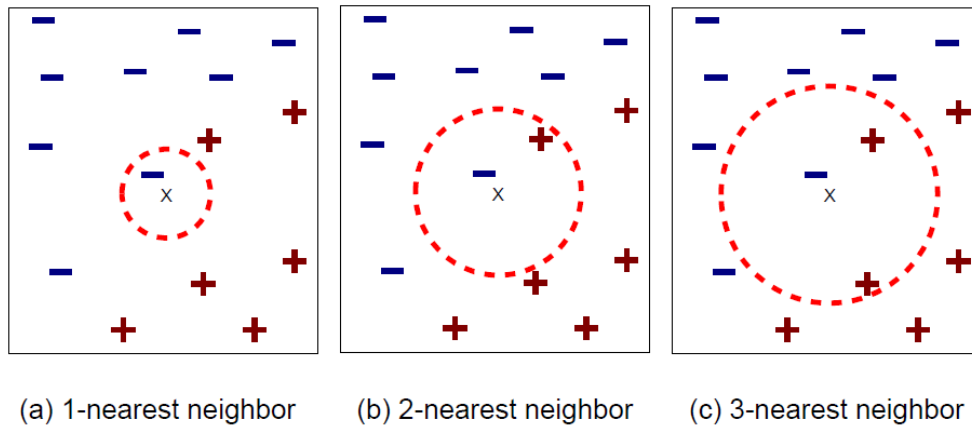 X
X
X
(a) 1-nearest neighbor
(b) 2-nearest neighbor
(c) 3-nearest neighbor